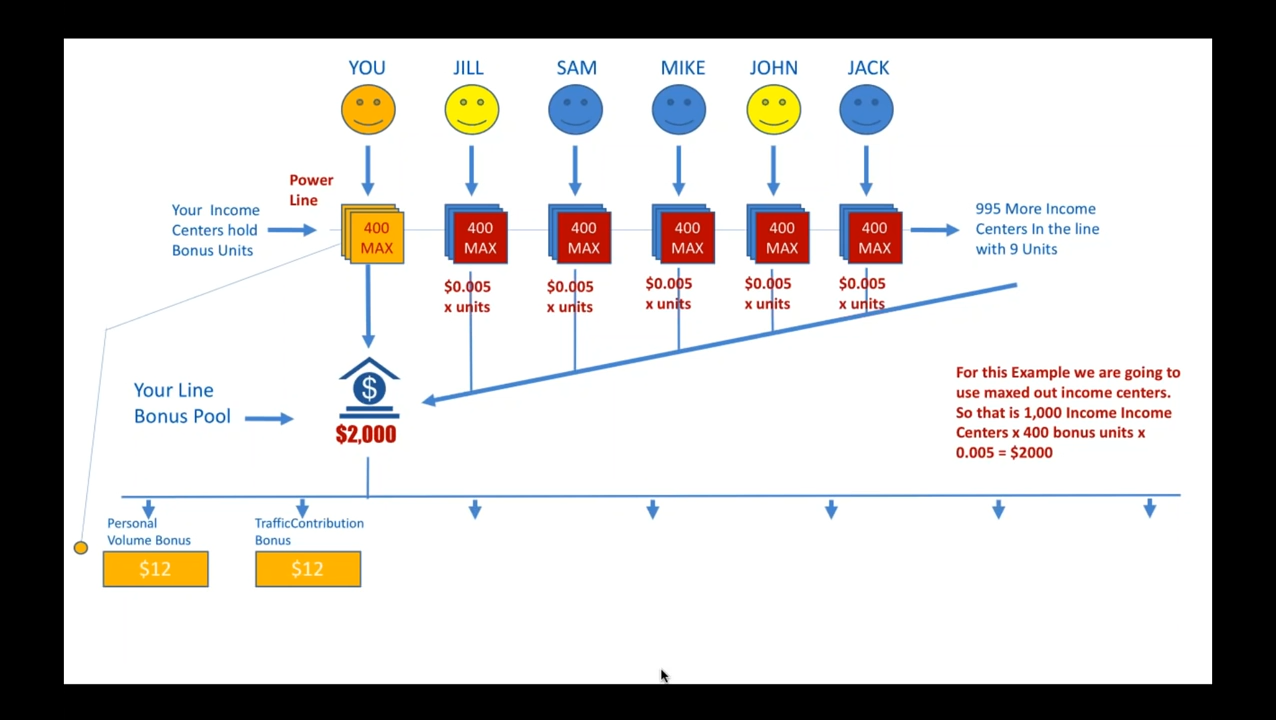 YOU
JILL
SAM
MIKE
JOHN
JACK
Power
Line
Your Income
Centers hold
Bonus Units
400
MAX
400
MAX
400
MAX
400
MAX
400
MAX
400
MAX
995 More Income
Centers In the line
with 9 Units
$0.005
x units
$0.005
x units
$0.005
x units
$0.005
x units
$0.005
x units
Your Line
Bonus Pool
$
$2,000
For this Example we are going to
use maxed out income centers.
So that is 1,000 Income Income
Centers x 400 bonus units x
0.005 = $2000
Personal
Volume Bonus
$12
TrafficContribution
Bonus
$12